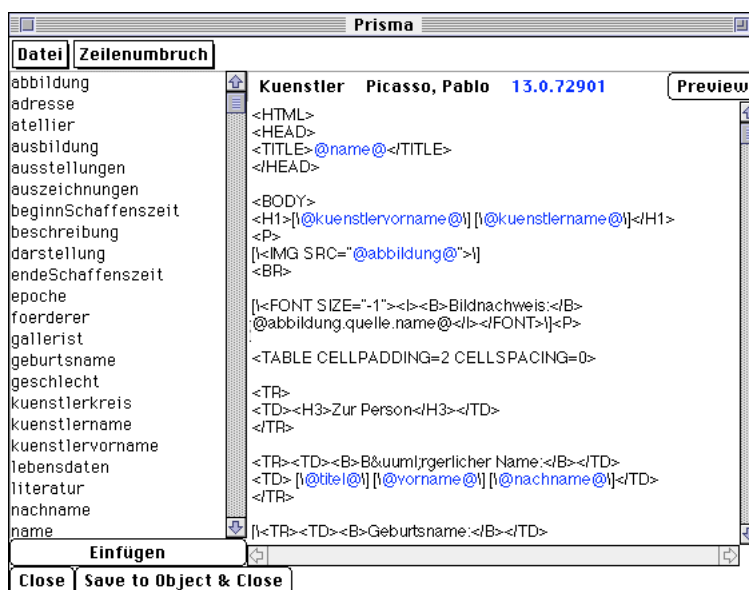 Prisma
Datei Zeilenumbruch
abbildung
adresse
atellier
ausbildung
ausstellungen
auszeichnungen
beginnSchaffenszeit
beschreibung
darstellung
endeSchaffenszeit
epoche
foerderer
gallerist
geburtsname
geschlecht
kuenstlerkreis
kuenstlername
kuenstlervorname
lebensdaten
literatur
nachname
name
Einfügen
Kuenstler Picasso, Pablo 13.0.72901 Preview
<HTML>
<HEAD>
<TITLE>@name@</TITLE>
</HEAD>
<BODY>
<H1>[\@kuenstlervorname@\] [\@kuenstlername@\]</H1>
<P>
[\<IMG SRC="@abbildung@">\]
<BR>
[\<FONT SIZE="-1"><I><B>Bildnachweis:</B>
@abbildung.quelle.name@</I></FONT>\]<P>
<TABLE CELLPADDING=2 CELLSPACING=0>
<TR>
<TD><H3>Zur Person</H3></TD>
</TR>
<TR><TD><B>B&uuml;rgerlicher Name:</B></TD>
<TD> [\@titel@\] [\@vorname@\] [\@nachname@\]</TD>
</TR>
[\<TR><TD><B>Geburtsname:</B></TD>
Close Save to Object & Close